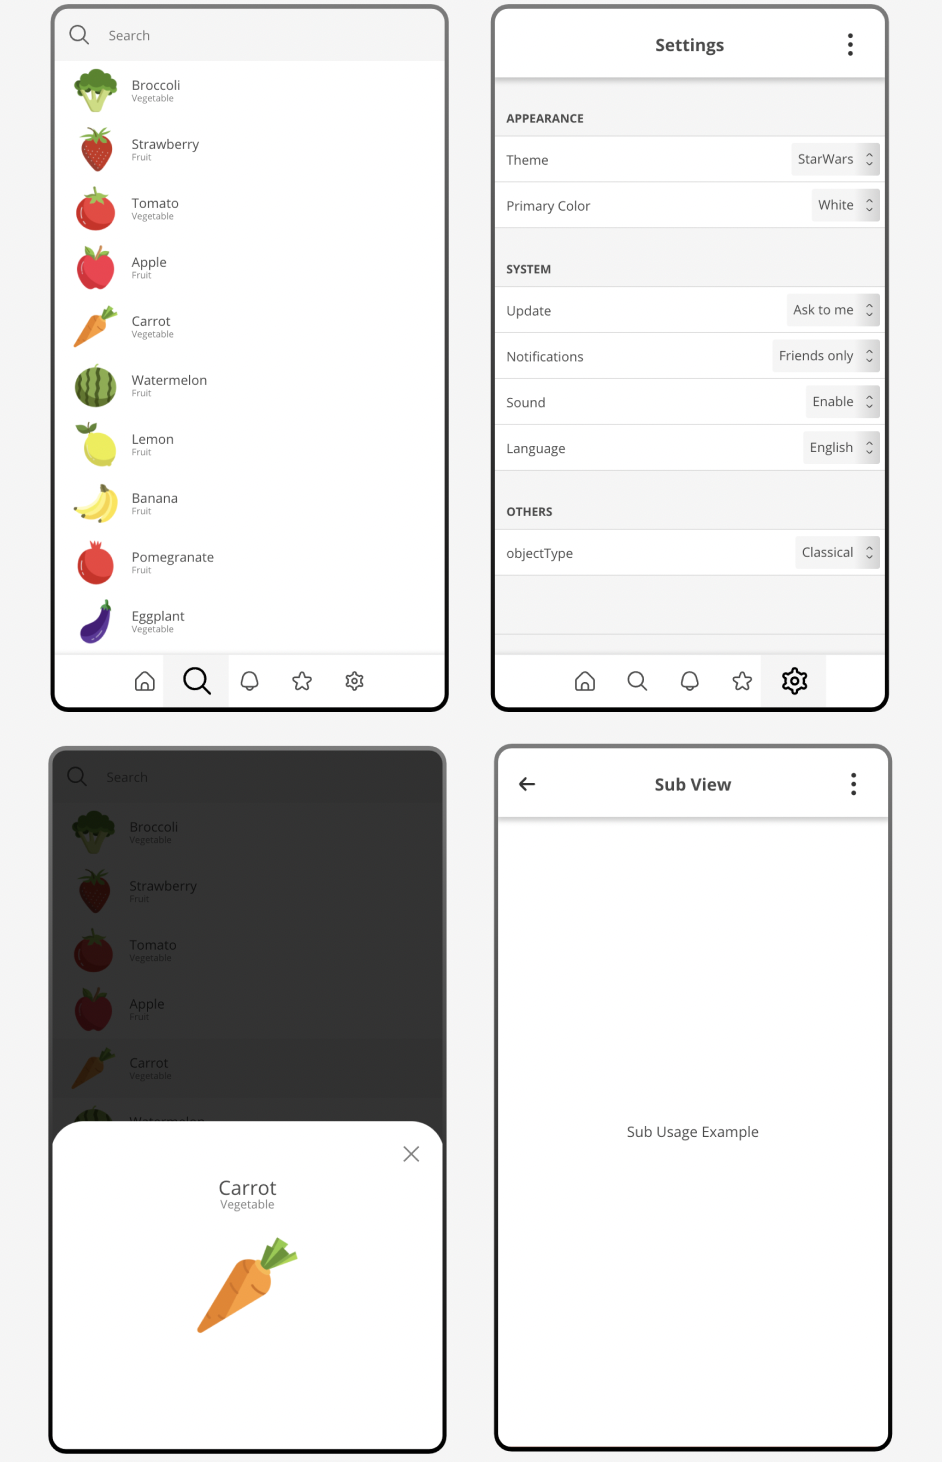 Search
Broccoli
Vegetable
Strawberry
Fruit
Tomato
Vegetable
Apple
Fruit
Carrot
Vegetable
Watermelon
Fruit
Lemon
Fruit
Banana
Fruit
Pomegranate
Fruit
Eggplant
Vegetable
Settings
APPEARANCE
Theme StarWars
Primary Color White
SYSTEM
Update Ask to me
Notifications Friends only
Sound Enable
Language English
OTHERS
objectType Classical
Search
Broccoli
Vegetable
Strawberry
Fruit
Tomato
Vegetable
Apple
Fruit
Carrot
Vegetable
Watermelon
Carrot
Vegetable
Sub View
Sub Usage Example